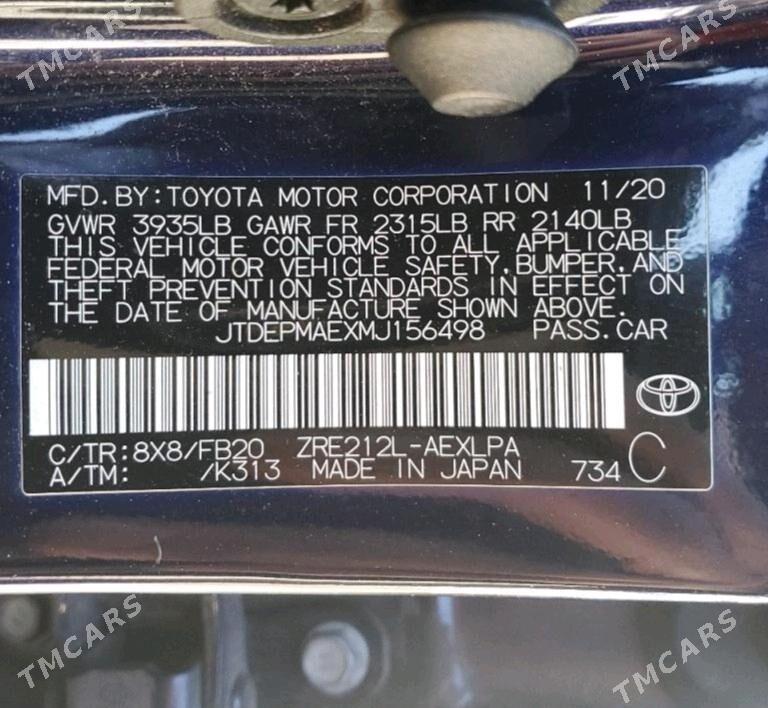 TMCARS
TMCARS
MFD.BY:TOYOTA MOTOR CORPORATION 11/20
GVWR 3935LB GAWR FR 2315LB RR 2140LB
THIS VEHICLE CONFORMS TO ALL APPLICABLE
FEDERAL MOTOR VEHICLE SAFETY,BUMPER,AND
THEFT PREVENTION STANDARDS IN EFFECT ON
THE DATE OF MANUFACTURE SHOWN ABOVE.
JTDEPMAEXMJ156498 PASS.CAR
C/TR:8X8/FB20 ZRE212L-AEXLPA
A/TM: /K313 MADE IN JAPAN 734 C
TMCARS
TMCARS